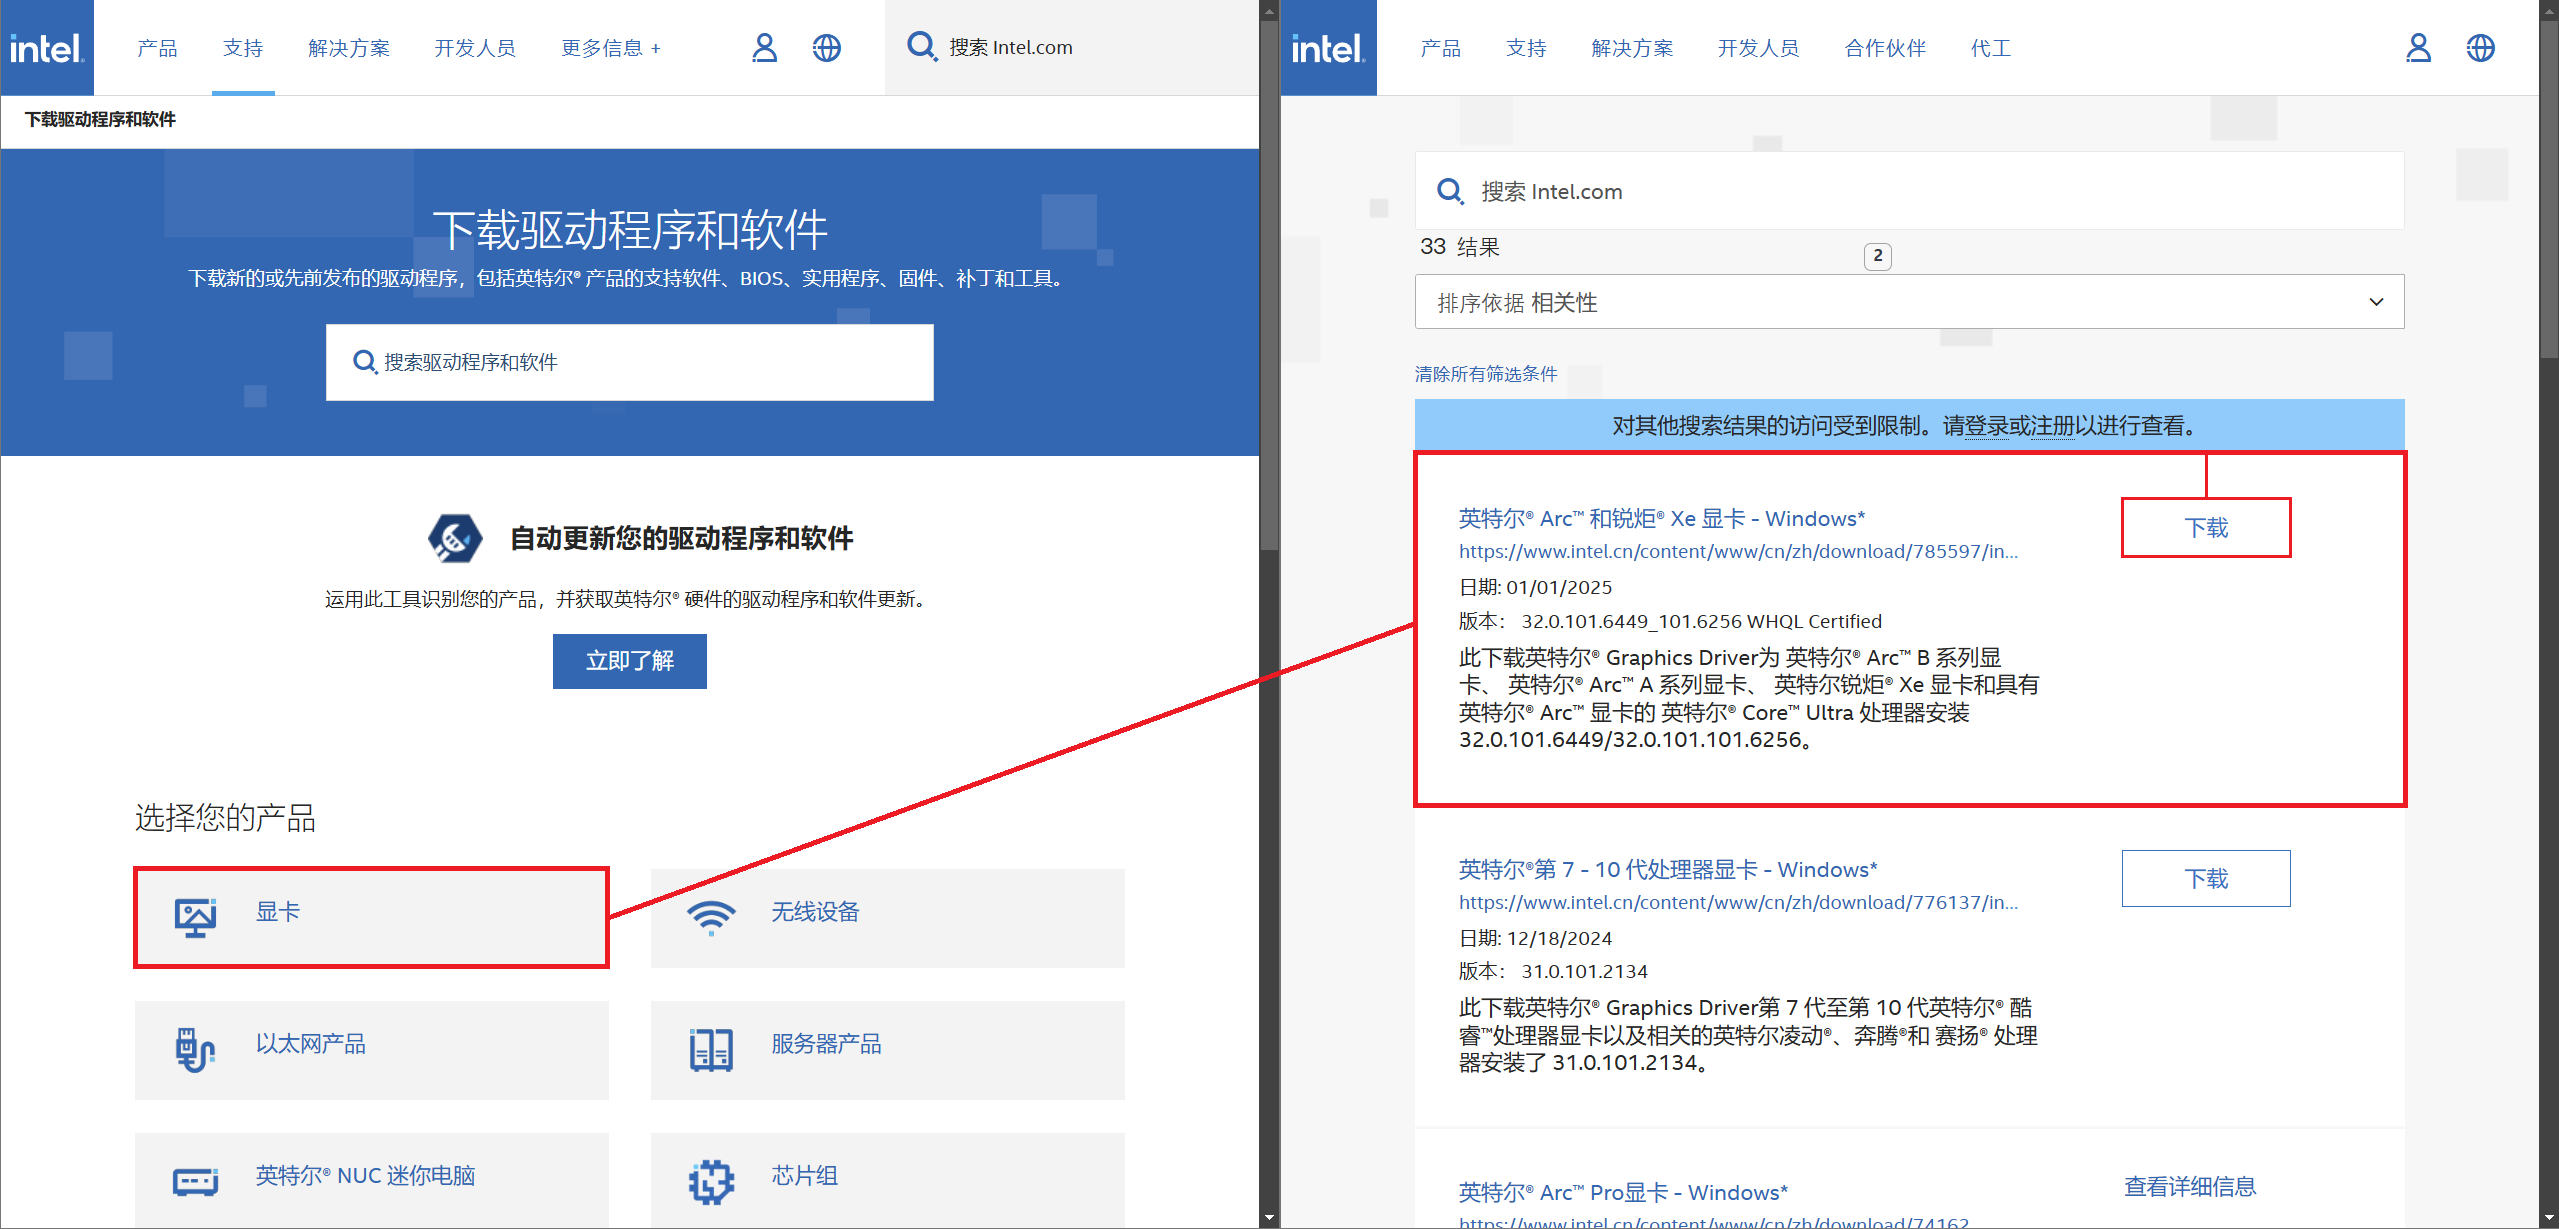 intel.
产品
支持
解决方案
开发人员
更多信息 +
搜索 Intel.com
下载驱动程序和软件
下载驱动程序和软件
下载新的或先前发布的驱动程序，包括英特尔® 产品的支持软件、BIOS、实用程序、固件、补丁和工具。
搜索驱动程序和软件
自动更新您的驱动程序和软件
运用此工具识别您的产品，并获取英特尔® 硬件的驱动程序和软件更新。
立即了解
选择您的产品
显卡
无线设备
以太网产品
服务器产品
英特尔® NUC 迷你电脑
芯片组
intel.
产品
支持
解决方案
开发人员
合作伙伴
代工
搜索 Intel.com
33 结果
2
排序依据 相关性
清除所有筛选条件
对其他搜索结果的访问受到限制。请登录或注册以进行查看。
英特尔® Arc™ 和锐炬® Xe 显卡 - Windows*
下载
https://www.intel.cn/content/www/cn/zh/download/785597/in...
日期: 01/01/2025
版本： 32.0.101.6449_101.6256 WHQL Certified
此下载英特尔® Graphics Driver为 英特尔® Arc™ B 系列显
卡、 英特尔® Arc™ A 系列显卡、 英特尔锐炬® Xe 显卡和具有
英特尔® Arc™ 显卡的 英特尔® Core™ Ultra 处理器安装
32.0.101.6449/32.0.101.101.6256。
英特尔®第 7 - 10 代处理器显卡 - Windows*
下载
https://www.intel.cn/content/www/cn/zh/download/776137/in...
日期: 12/18/2024
版本： 31.0.101.2134
此下载英特尔® Graphics Driver第 7 代至第 10 代英特尔® 酷
睿™处理器显卡以及相关的英特尔凌动®、奔腾®和 赛扬® 处理
器安装了 31.0.101.2134。
英特尔® Arc™ Pro显卡 - Windows*
查看详细信息
https://www.intel.cn/content/www/cn/zh/download/74162